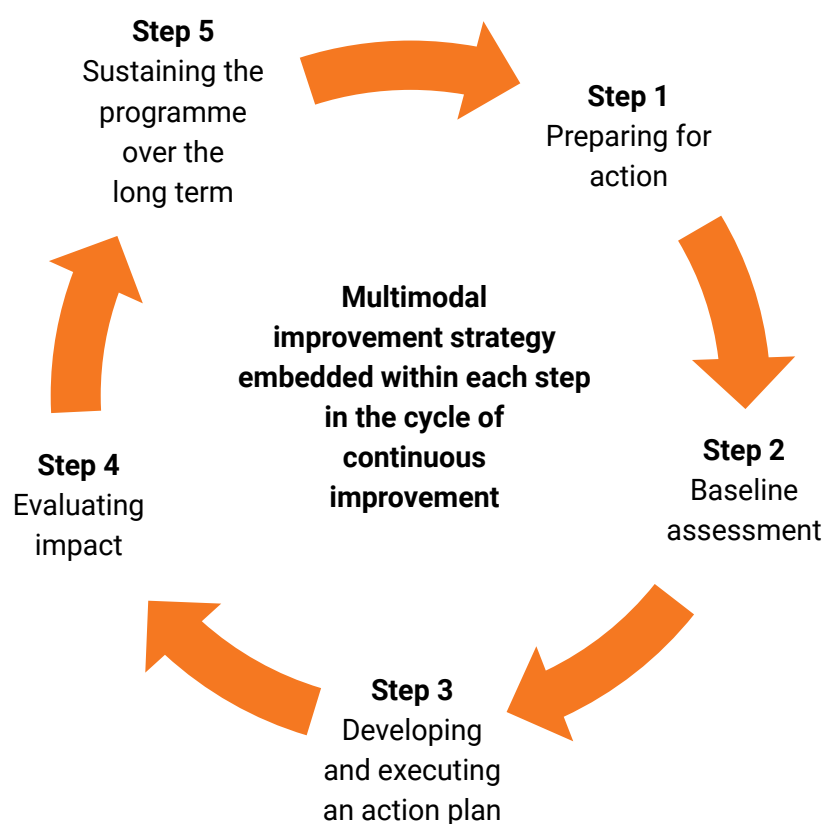 Step 5
Sustaining the
programme
over the
long term
Step 1
Preparing for
action
Multimodal
improvement strategy
embedded within each step
in the cycle of
continuous
improvement
Step 2
Baseline
assessment
Step 3
Developing
and executing
an action plan
Step 4
Evaluating
impact